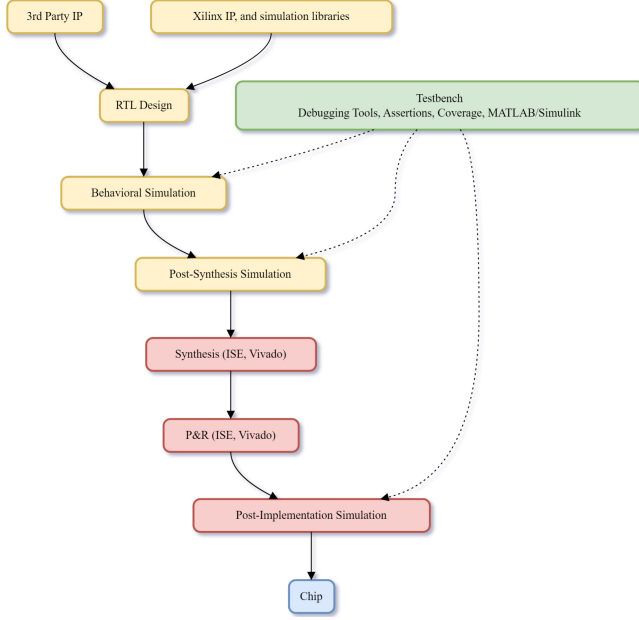 3rd Party IP
Xilinx IP, and simulation libraries
RTL Design
Testbench
Debugging Tools, Assertions, Coverage, MATLAB/Simulink
Behavioral Simulation
Post-Synthesis Simulation
Synthesis (ISE, Vivado)
P&R (ISE, Vivado)
Post-Implementation Simulation
Chip